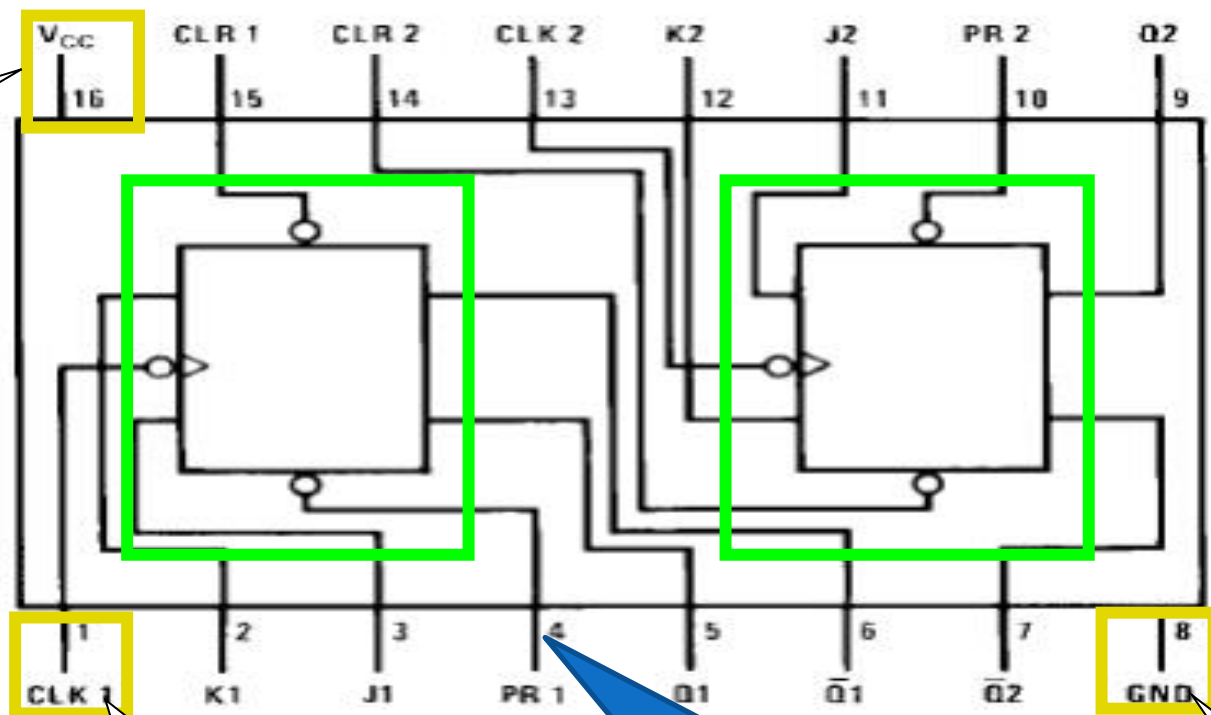 V_CC CLR 1 CLR 2 CLK 2 K2 J2 PR 2 Q2
16 15 14 13 12 11 10 9
1 2 3 4 5 6 7 8
CLK 1 K1 J1 PR 1 Q1 Q̄1 Q̄2 GND